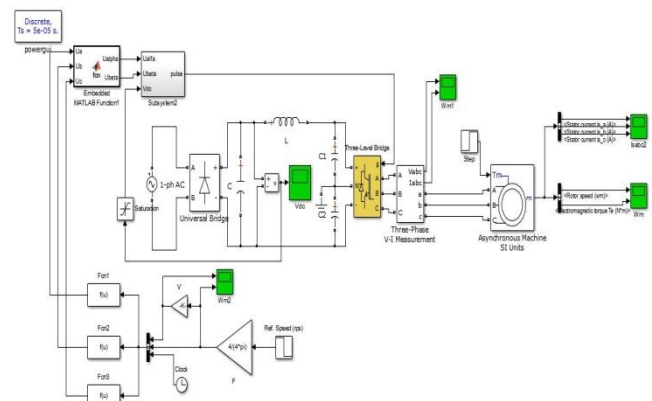 Discrete,
Ts = 5e-05 s.
powergui
Ua
Ub
Uc
fcn
Ualpha
Ubeta
Embedded
MATLAB Function1
Ualfa
Ubeta
Vdc
pulse
Subsystem2
Saturation
1-ph AC
A
B
+
-
Universal Bridge
C
L
+
v
-
Vdc
C1
Three-Level Bridge
g
+
N
-
A
B
C
Wm1
Vabc
Iabc
A
B
C
a
b
c
Three-Phase
V-I Measurement
Step
Tm
m
A
B
C
Asynchronous Machine
SI Units
<Stator current is_a (A)>
<Stator current is_b (A)>
<Stator current is_c (A)>
Isabc2
<Rotor speed (wm)>
<Electromagnetic torque Te (N*m)>
Wm
Fcn1
f(u)
Fcn2
f(u)
Fcn3
f(u)
V
-K-
Wm2
Clock
4/(4*pi)
F
Ref. Speed (rps)